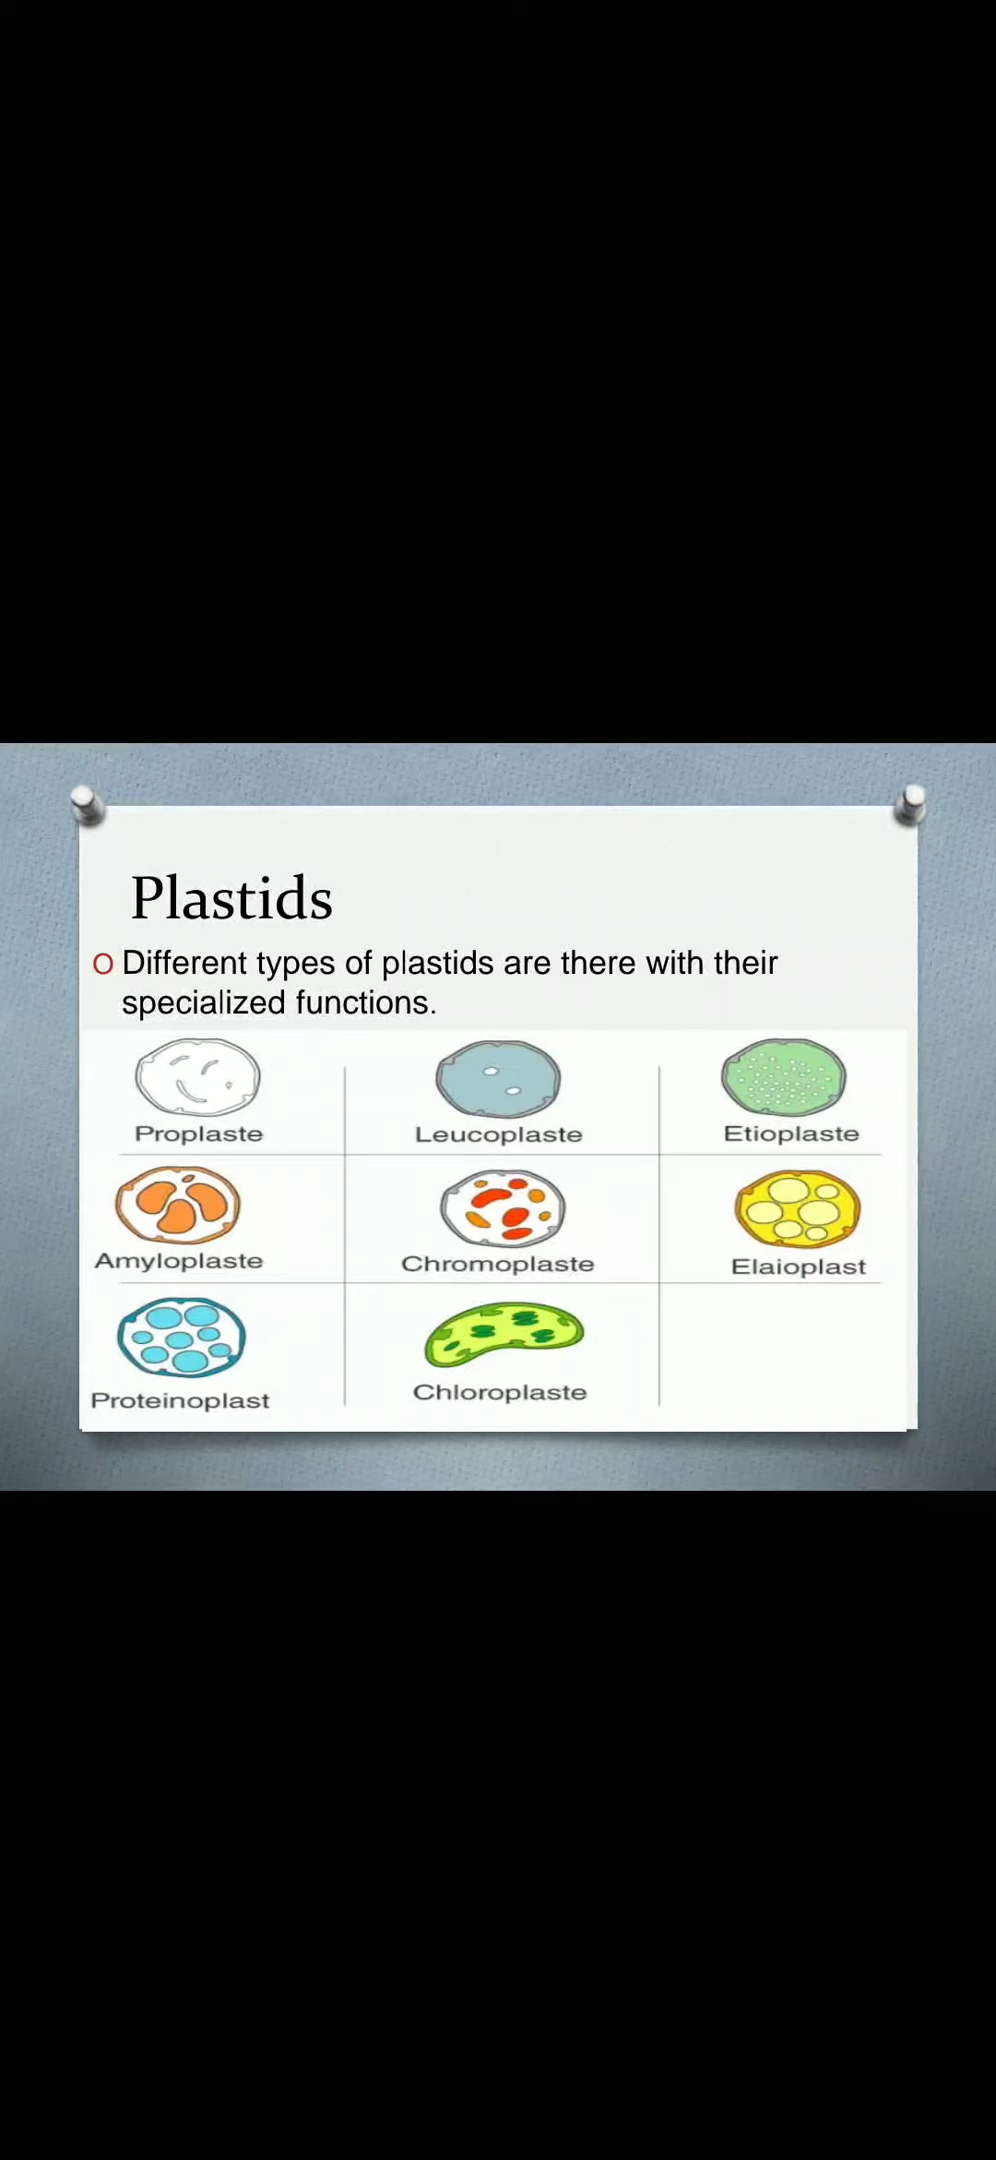 Plastids
O Different types of plastids are there with their
specialized functions.
Proplaste
Leucoplaste
Etioplaste
Amyloplaste
Chromoplaste
Elaioplast
Proteinoplast
Chloroplaste